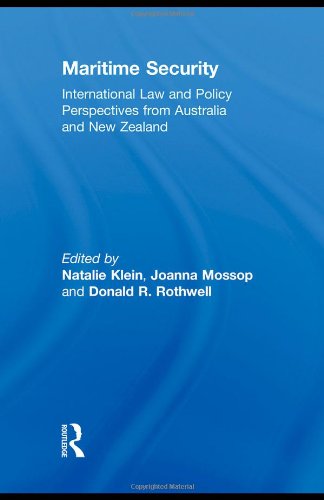 Maritime Security
International Law and Policy
Perspectives from Australia
and New Zealand
Edited by
Natalie Klein, Joanna Mossop
and Donald R. Rothwell
ROUTLEDGE